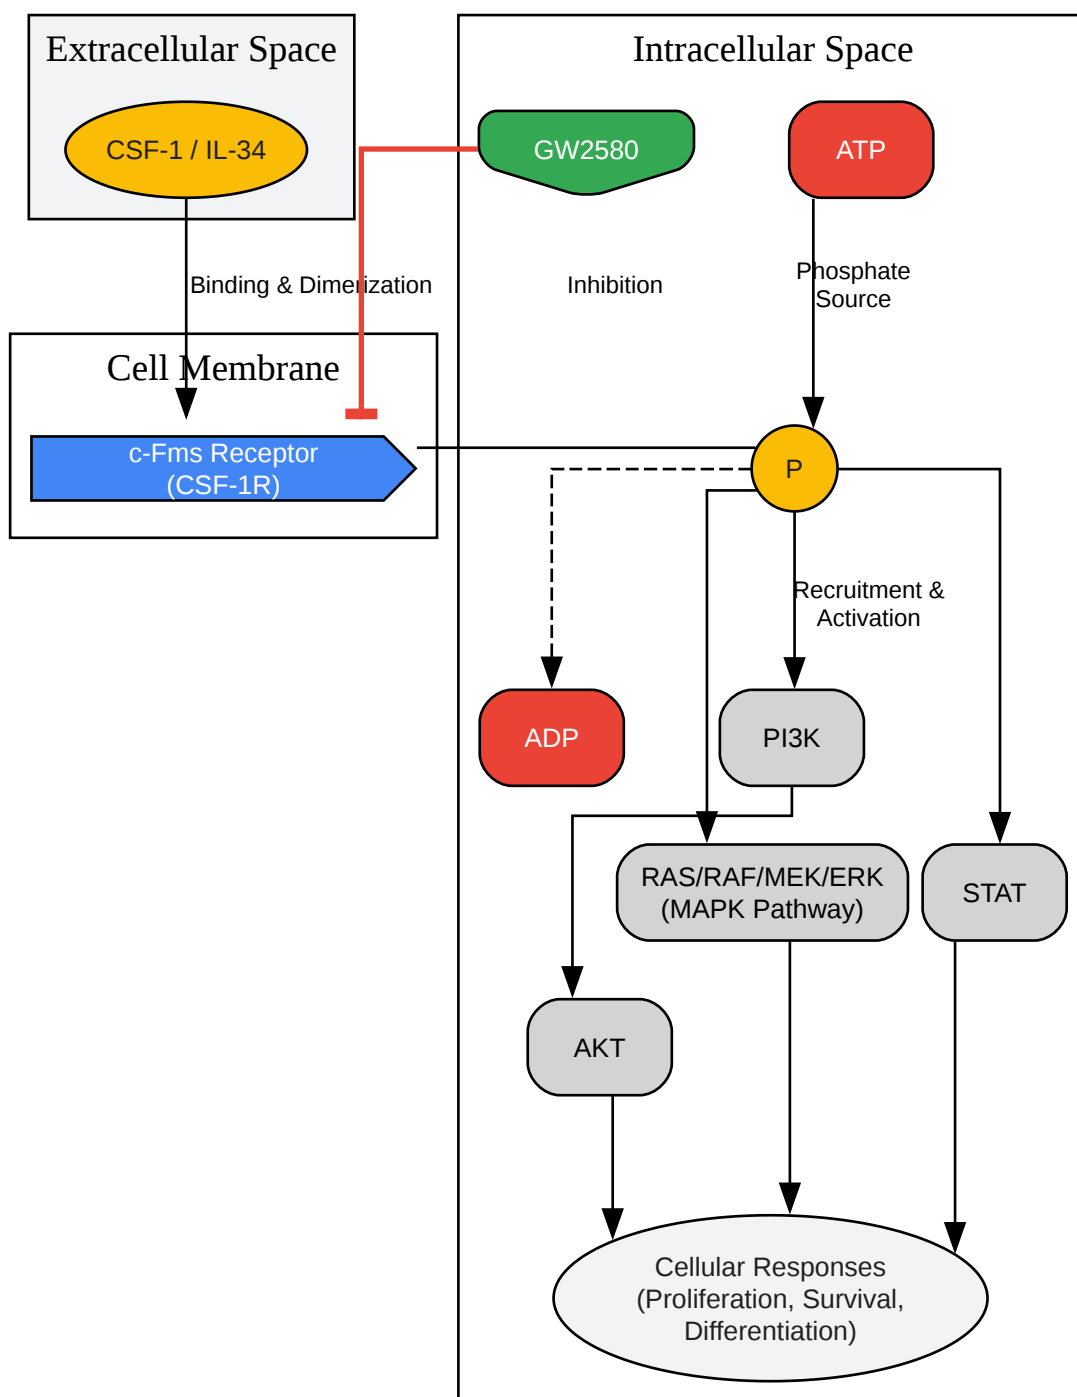 Extracellular Space
Intracellular Space
CSF-1 / IL-34
GW2580
ATP
Binding & Dimerization
Inhibition
Phosphate
Source
Cell Membrane
c-Fms Receptor
(CSF-1R)
P
Recruitment &
Activation
ADP
PI3K
RAS/RAF/MEK/ERK
(MAPK Pathway)
STAT
AKT
Cellular Responses
(Proliferation, Survival,
Differentiation)